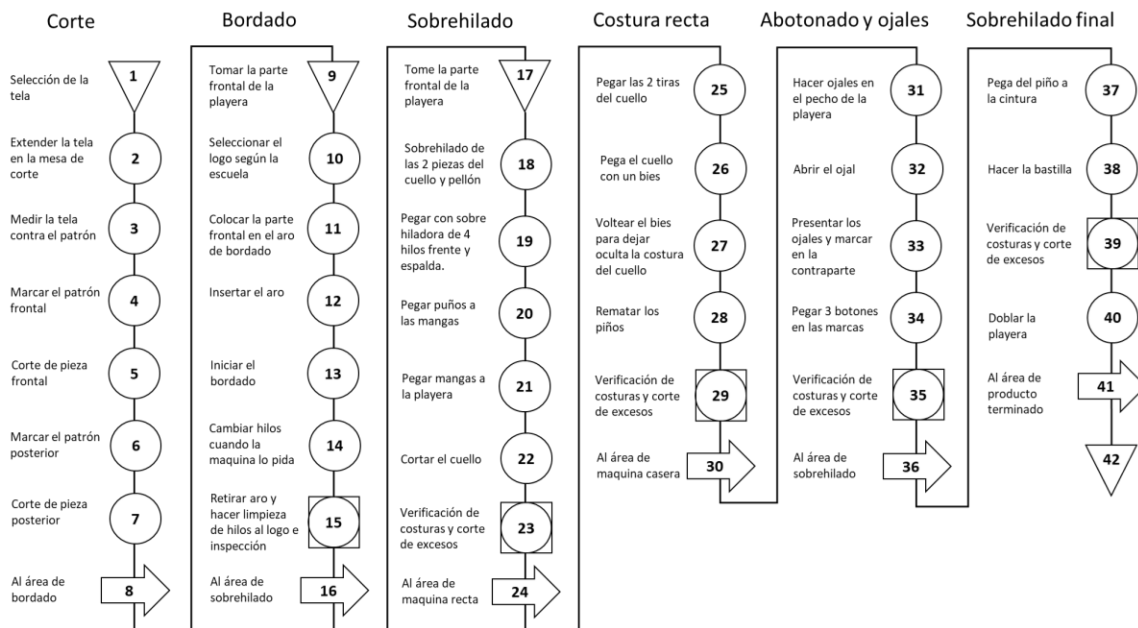 Corte
Selección de la
tela
1
Extender la tela
en la mesa de
corte
2
Medir la tela
contra el patrón
3
Marcar el patrón
frontal
4
Corte de pieza
frontal
5
Marcar el patrón
posterior
6
Corte de pieza
posterior
7
Al área de
bordado
8
Bordado
Tomar la parte
frontal de la
playera
9
Seleccionar el
logo según la
escuela
10
Colocar la parte
frontal en el aro
de bordado
11
Insertar el aro
12
Iniciar el
bordado
13
Cambiar hilos
cuando la
maquina lo pida
14
Retirar aro y
hacer limpieza
de hilos al logo e
inspección
15
Al área de
sobrehilado
16
Sobrehilado
Tome la parte
frontal de la
playera
17
Sobrehilado de
las 2 piezas del
cuello y pellón
18
Pegar con sobre
hiladora de 4
hilos frente y
espalda.
19
Pegar puños a
las mangas
20
Pegar mangas a
la playera
21
Cortar el cuello
22
Verificación de
costuras y corte
de excesos
23
Al área de
maquina recta
24
Costura recta
Pegar las 2 tiras
del cuello
25
Pega el cuello
con un bies
26
Voltear el bies
para dejar
oculta la costura
del cuello
27
Rematar los
piños
28
Verificación de
costuras y corte
de excesos
29
Al área de
maquina casera
30
Abotonado y ojales
Hacer ojales en
el pecho de la
playera
31
Abrir el ojal
32
Presentar los
ojales y marcar
en la
contraparte
33
Pegar 3 botones
en las marcas
34
Verificación de
costuras y corte
de excesos
35
Al área de
sobrehilado
36
Sobrehilado final
Pega del piño a
la cintura
37
Hacer la bastilla
38
Verificación de
costuras y corte
de excesos
39
Doblar la
playera
40
Al área de
producto
terminado
41
42